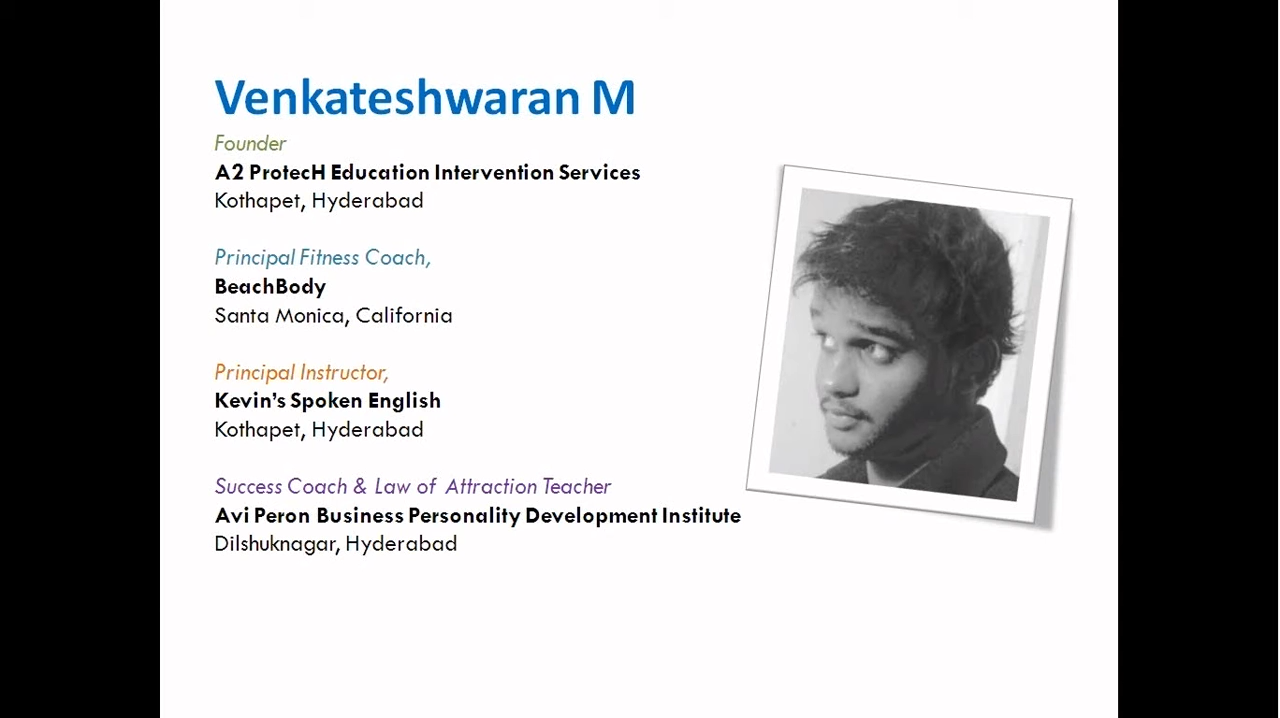 Venkateshwaran M
Founder
A2 ProtecH Education Intervention Services
Kothapet, Hyderabad
Principal Fitness Coach,
BeachBody
Santa Monica, California
Principal Instructor,
Kevin’s Spoken English
Kothapet, Hyderabad
Success Coach & Law of Attraction Teacher
Avi Peron Business Personality Development Institute
Dilshuknagar, Hyderabad